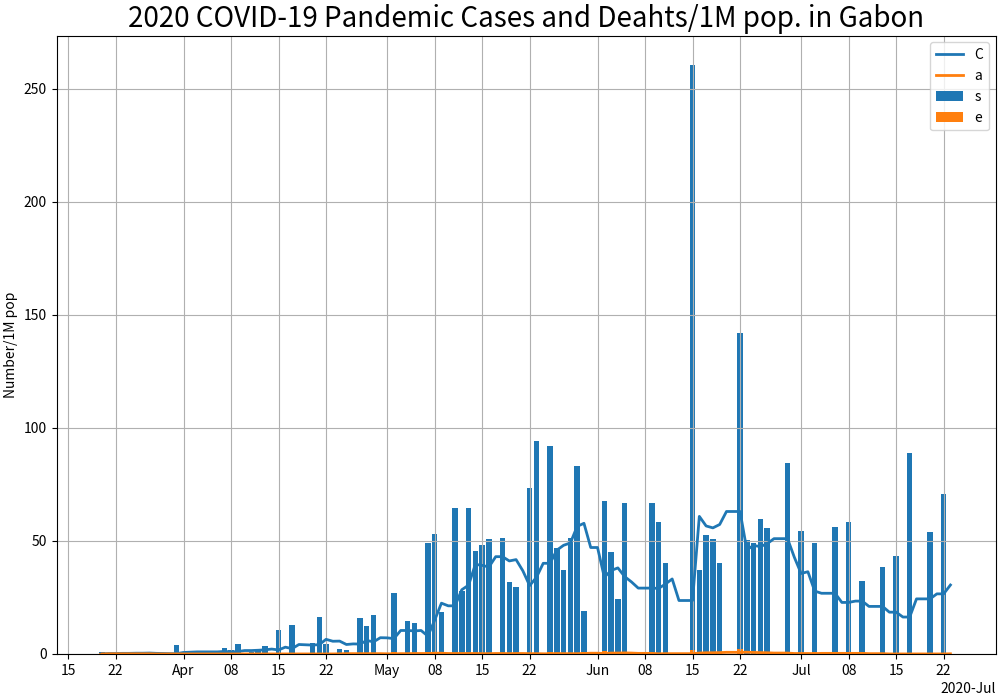 2020 COVID-19 Pandemic Cases and Deahts/1M pop. in Gabon
C
a
s
e
250
200
150
100
50
0
Number/1M pop
15 22 Apr 08 15 22 May 08 15 22 Jun 08 15 22 Jul 08 15 22
2020-Jul